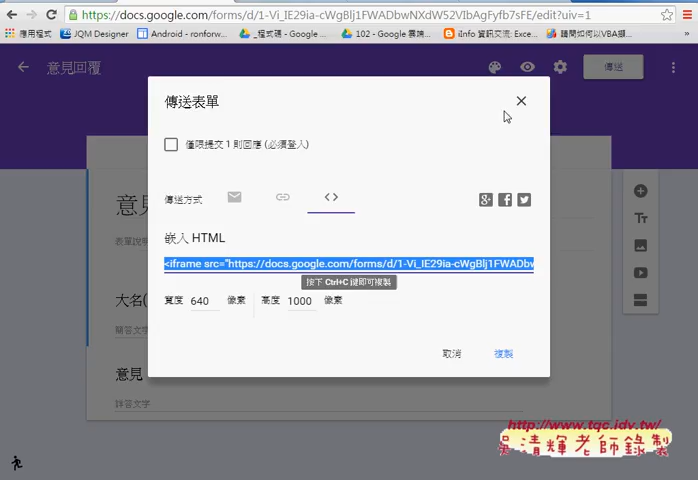 https://docs.google.com/forms/d/1-Vi_IE29ia-cWgBlj1FWADbwNXdW52VIbAgFyfb7sFE/edit?uiv=1
應用程式 JQM Designer Android - ronforw... _程式碼 - Google ... 102 - Google 雲端... iInfo 資訊交流: Exc... 請問如何以VBA擷...
意見回覆 傳送
傳送表單
僅限提交 1 則回應 (必須登入)
傳送方式
嵌入 HTML
<iframe src="https://docs.google.com/forms/d/1-Vi_IE29ia-cWgBlj1FWADbw
按下 Ctrl+C 鍵即可複製
寬度 640 像素 高度 1000 像素
取消 複製
意見
表單說明
大名(
簡答文字
意見
詳答文字
Tт
http://www.tqc.idv.tw/
吳清輝老師錄製